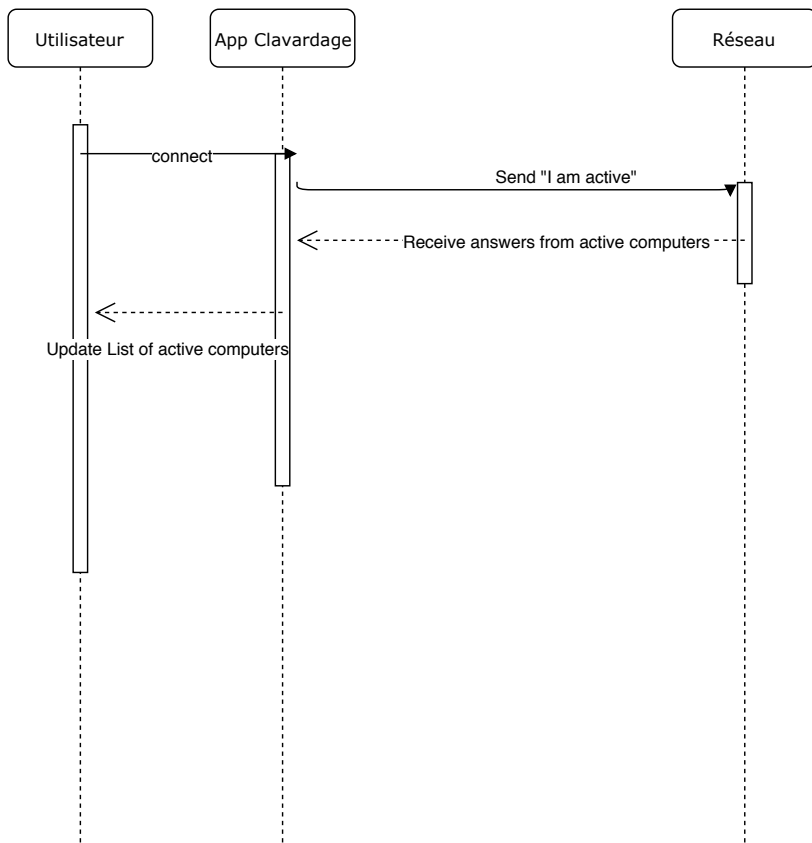 Utilisateur
App Clavardage
Réseau
connect
Send "I am active"
Receive answers from active computers
Update List of active computers